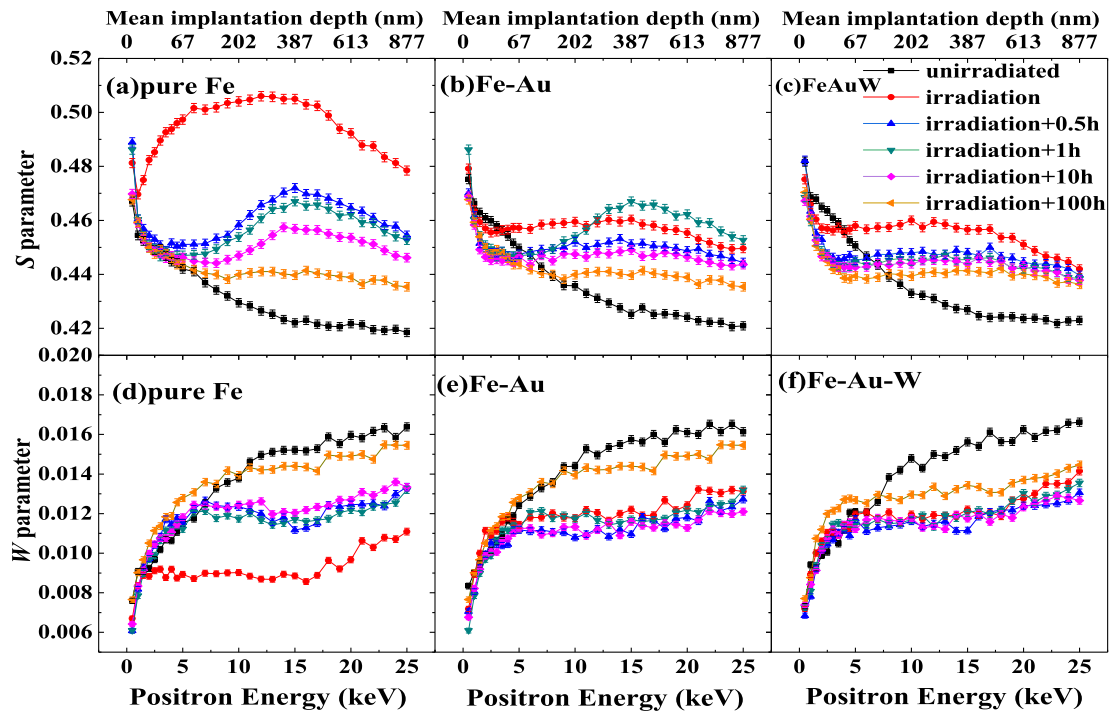 Mean implantation depth (nm) Mean implantation depth (nm) Mean implantation depth (nm)
0 67 202 387 613 877 0 67 202 387 613 877 0 67 202 387 613 877
0.52
0.50
0.48
0.46
0.44
0.42
0.020
S parameter
(a)pure Fe
(b)Fe-Au
(c)FeAuW
unirradiated
irradiation
irradiation+0.5h
irradiation+1h
irradiation+10h
irradiation+100h
0.018
0.016
0.014
0.012
0.010
0.008
0.006
W parameter
(d)pure Fe
(e)Fe-Au
(f)Fe-Au-W
0 5 10 15 20 25 0 5 10 15 20 25 0 5 10 15 20 25
Positron Energy (keV) Positron Energy (keV) Positron Energy (keV)